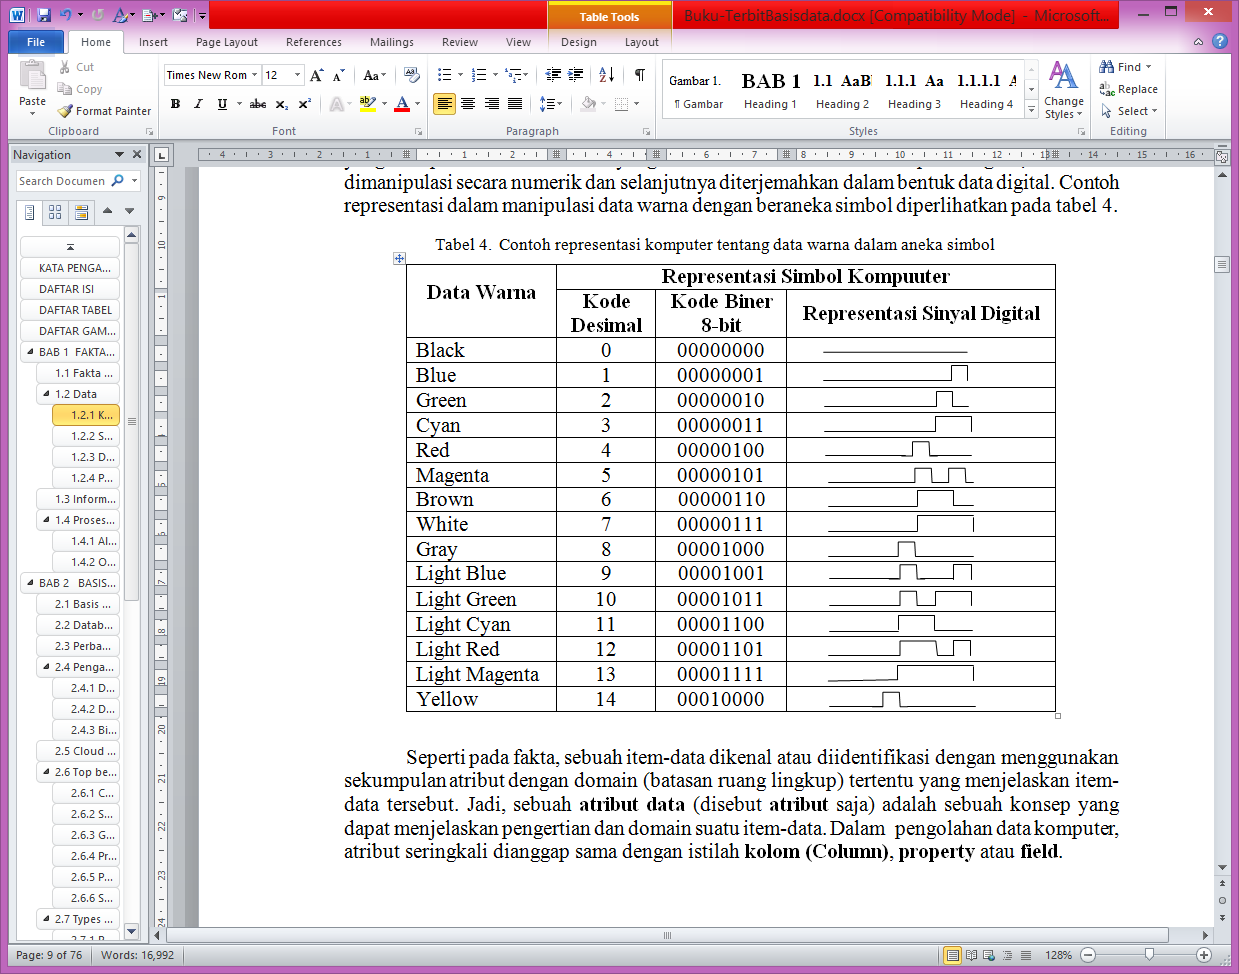 Table Tools
Buku-TerbitBasisdata.docx [Compatibility Mode] - Microsoft...
File Home Insert Page Layout References Mailings Review View Design Layout
Paste
Cut
Copy
Format Painter
Clipboard
Times New Rom 12
Font
Paragraph
Gambar 1. BAB 1 1.1 AaB 1.1.1 Aa 1.1.1.1 A
¶ Gambar Heading 1 Heading 2 Heading 3 Heading 4
Change Styles
Styles
Find
Replace
Select
Editing
Navigation
Search Documen
KATA PENGA...
DAFTAR ISI
DAFTAR TABEL
DAFTAR GAM...
BAB 1 FAKTA...
1.1 Fakta ...
1.2 Data
1.2.1 K...
1.2.2 S...
1.2.3 D...
1.2.4 P...
1.3 Inform...
1.4 Proses...
1.4.1 Al...
1.4.2 O...
BAB 2 BASIS...
2.1 Basis ...
2.2 Datab...
2.3 Perba...
2.4 Penga...
2.4.1 D...
2.4.2 D...
2.4.3 Bi...
2.5 Cloud ...
2.6 Top be...
2.6.1 C...
2.6.2 S...
2.6.3 G...
2.6.4 Pr...
2.6.5 P...
2.6.6 S...
2.7 Types ...
dimanipulasi secara numerik dan selanjutnya diterjemahkan dalam bentuk data digital. Contoh
representasi dalam manipulasi data warna dengan beraneka simbol diperlihatkan pada tabel 4.
Tabel 4. Contoh representasi komputer tentang data warna dalam aneka simbol
Data Warna Representasi Simbol Kompuuter
Kode Desimal Kode Biner 8-bit Representasi Sinyal Digital
Black 0 00000000
Blue 1 00000001
Green 2 00000010
Cyan 3 00000011
Red 4 00000100
Magenta 5 00000101
Brown 6 00000110
White 7 00000111
Gray 8 00001000
Light Blue 9 00001001
Light Green 10 00001011
Light Cyan 11 00001100
Light Red 12 00001101
Light Magenta 13 00001111
Yellow 14 00010000
Seperti pada fakta, sebuah item-data dikenal atau diidentifikasi dengan menggunakan
sekumpulan atribut dengan domain (batasan ruang lingkup) tertentu yang menjelaskan item-
data tersebut. Jadi, sebuah atribut data (disebut atribut saja) adalah sebuah konsep yang
dapat menjelaskan pengertian dan domain suatu item-data. Dalam pengolahan data komputer,
atribut seringkali dianggap sama dengan istilah kolom (Column), property atau field.
Page: 9 of 76 Words: 16,992 128%